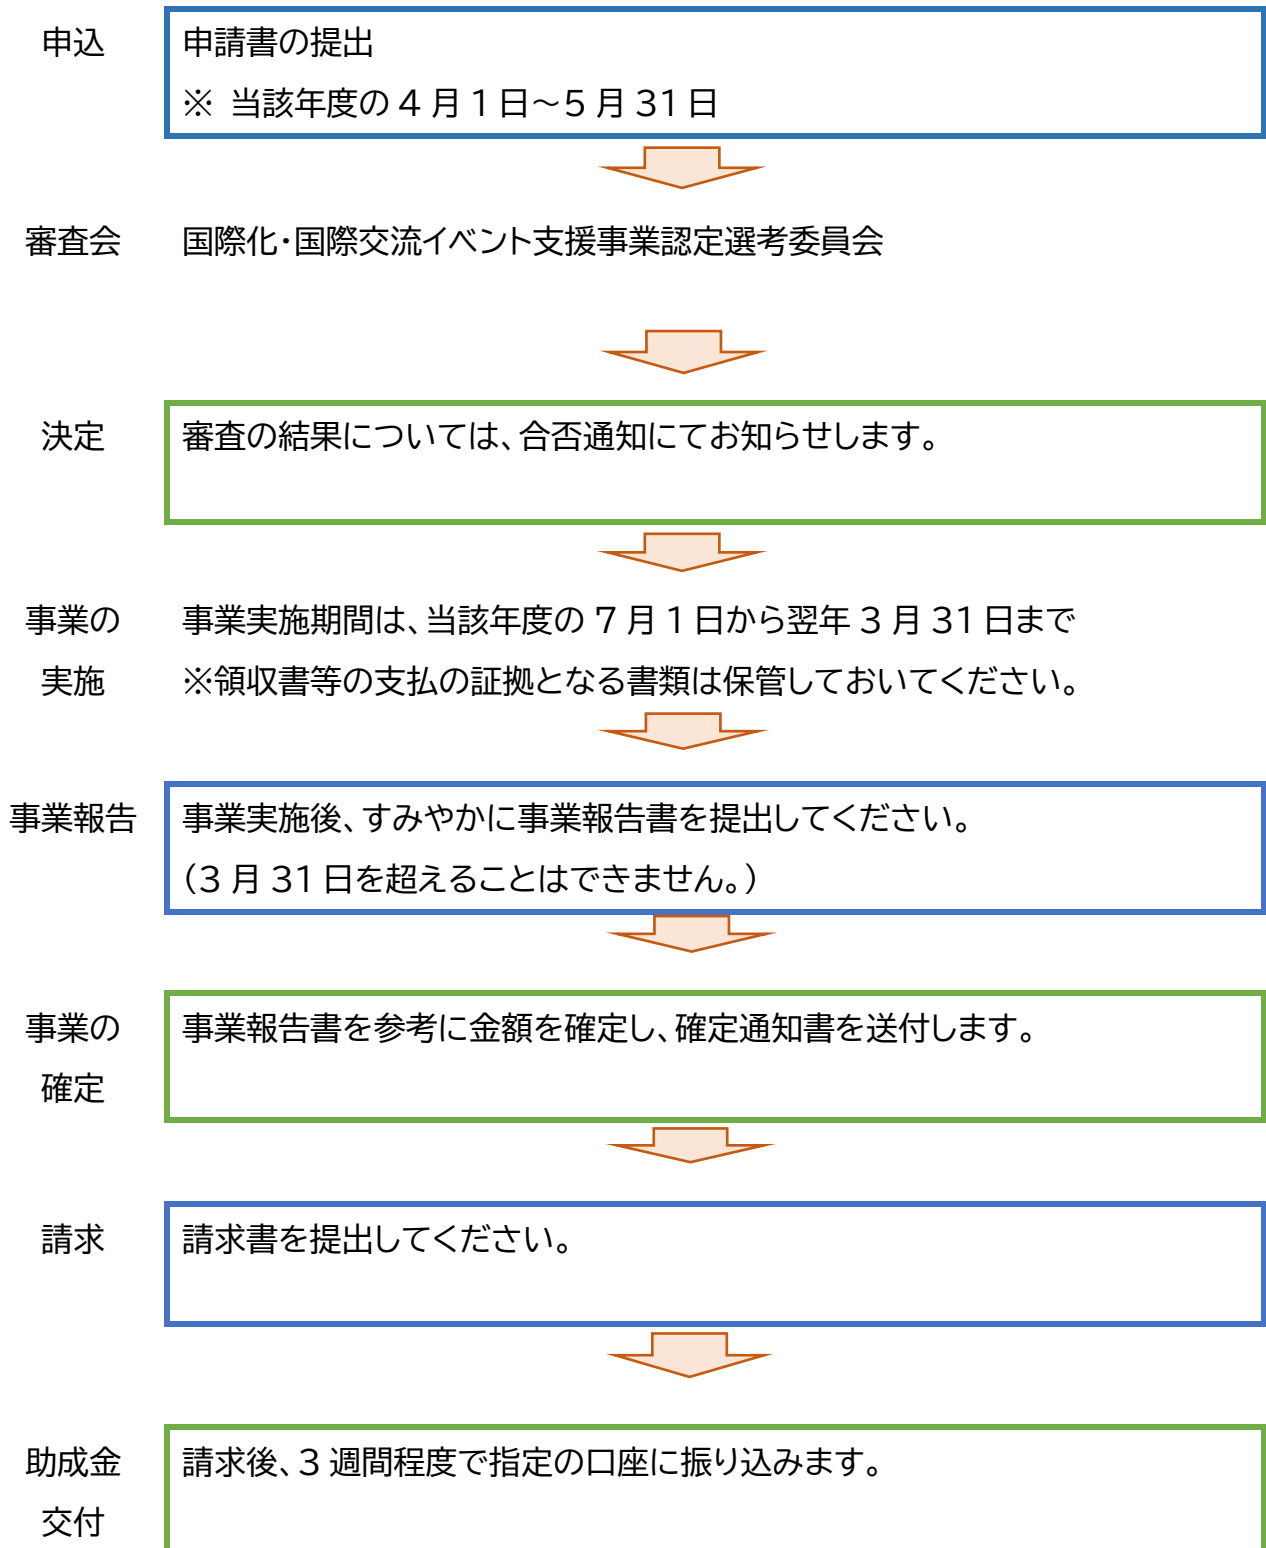 申込
申請書の提出
※ 当該年度の4月1日～5月31日
審査会
国際化・国際交流イベント支援事業認定選考委員会
決定
審査の結果については、合否通知にてお知らせします。
事業の
実施
事業実施期間は、当該年度の7月1日から翌年3月31日まで
※領収書等の支払の証拠となる書類は保管しておいてください。
事業報告
事業実施後、すみやかに事業報告書を提出してください。
（3月31日を超えることはできません。）
事業の
確定
事業報告書を参考に金額を確定し、確定通知書を送付します。
請求
請求書を提出してください。
助成金
交付
請求後、3週間程度で指定の口座に振り込みます。